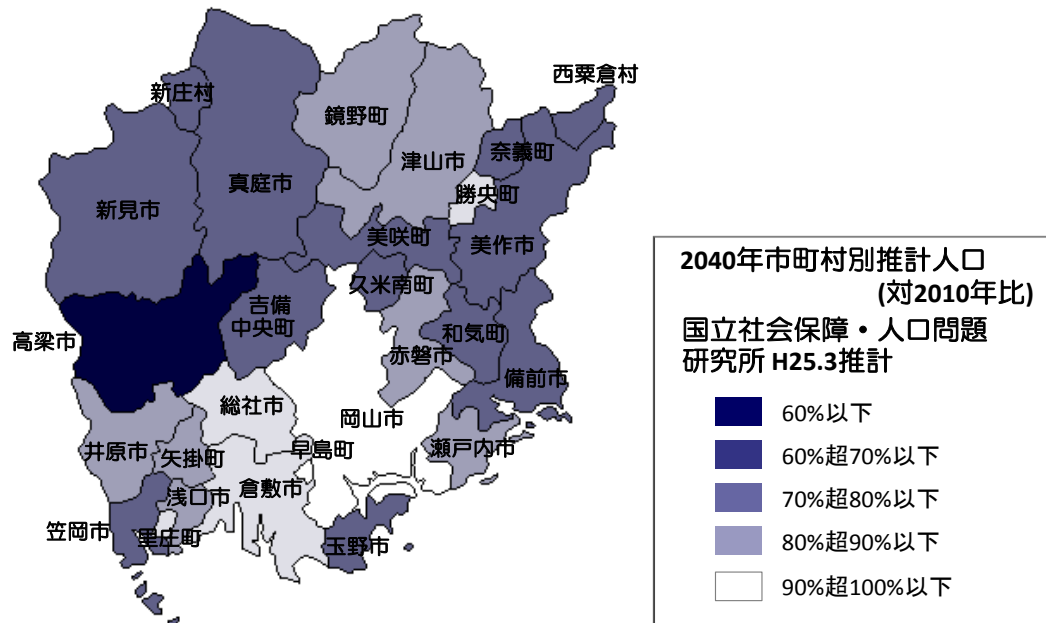 西粟倉村
新庄村
鏡野町
奈義町
津山市
真庭市
勝央町
新見市
美咲町
美作市
久米南町
吉備
中央町
高梁市
和気町
赤磐市
備前市
総社市
岡山市
井原市
矢掛町
早島町
瀬戸内市
浅口市
倉敷市
笠岡市
里庄町
玉野市
2040年市町村別推計人口
(対2010年比)
国立社会保障・人口問題
研究所 H25.3推計
60%以下
60%超70%以下
70%超80%以下
80%超90%以下
90%超100%以下